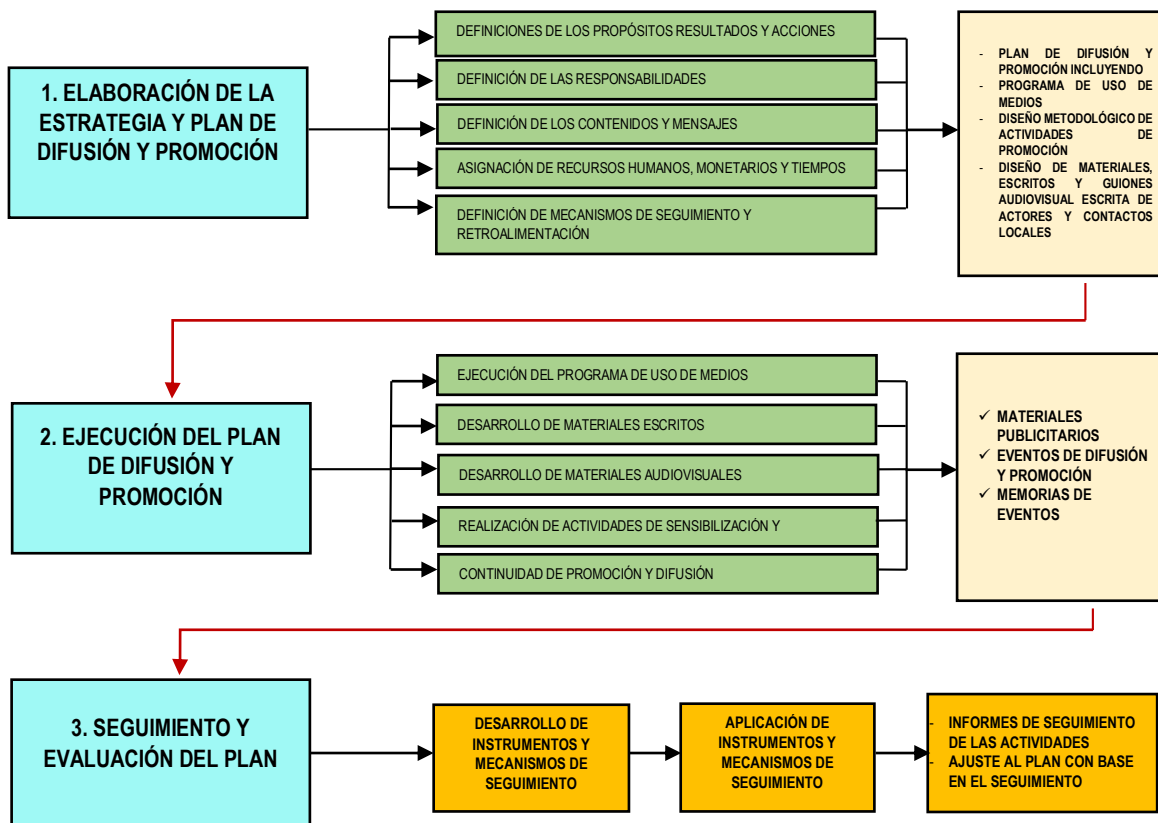 1. ELABORACIÓN DE LA
ESTRATEGIA Y PLAN DE
DIFUSIÓN Y PROMOCIÓN
DEFINICIONES DE LOS PROPÓSITOS RESULTADOS Y ACCIONES
DEFINICIÓN DE LAS RESPONSABILIDADES
DEFINICIÓN DE LOS CONTENIDOS Y MENSAJES
ASIGNACIÓN DE RECURSOS HUMANOS, MONETARIOS Y TIEMPOS
DEFINICIÓN DE MECANISMOS DE SEGUIMIENTO Y
RETROALIMENTACIÓN
- PLAN DE DIFUSIÓN Y
PROMOCIÓN INCLUYENDO
- PROGRAMA DE USO DE
MEDIOS
- DISEÑO METODOLÓGICO DE
ACTIVIDADES DE
PROMOCIÓN
- DISEÑO DE MATERIALES,
ESCRITOS Y GUIONES
AUDIOVISUAL ESCRITA DE
ACTORES Y CONTACTOS
LOCALES
2. EJECUCIÓN DEL PLAN
DE DIFUSIÓN Y
PROMOCIÓN
EJECUCIÓN DEL PROGRAMA DE USO DE MEDIOS
DESARROLLO DE MATERIALES ESCRITOS
DESARROLLO DE MATERIALES AUDIOVISUALES
REALIZACIÓN DE ACTIVIDADES DE SENSIBILIZACIÓN Y
CONTINUIDAD DE PROMOCIÓN Y DIFUSIÓN
✓ MATERIALES
PUBLICITARIOS
✓ EVENTOS DE DIFUSIÓN
Y PROMOCIÓN
✓ MEMORIAS DE
EVENTOS
3. SEGUIMIENTO Y
EVALUACIÓN DEL PLAN
DESARROLLO DE
INSTRUMENTOS Y
MECANISMOS DE
SEGUIMIENTO
APLICACIÓN DE
INSTRUMENTOS Y
MECANISMOS DE
SEGUIMIENTO
- INFORMES DE SEGUIMIENTO
DE LAS ACTIVIDADES
- AJUSTE AL PLAN CON BASE
EN EL SEGUIMIENTO